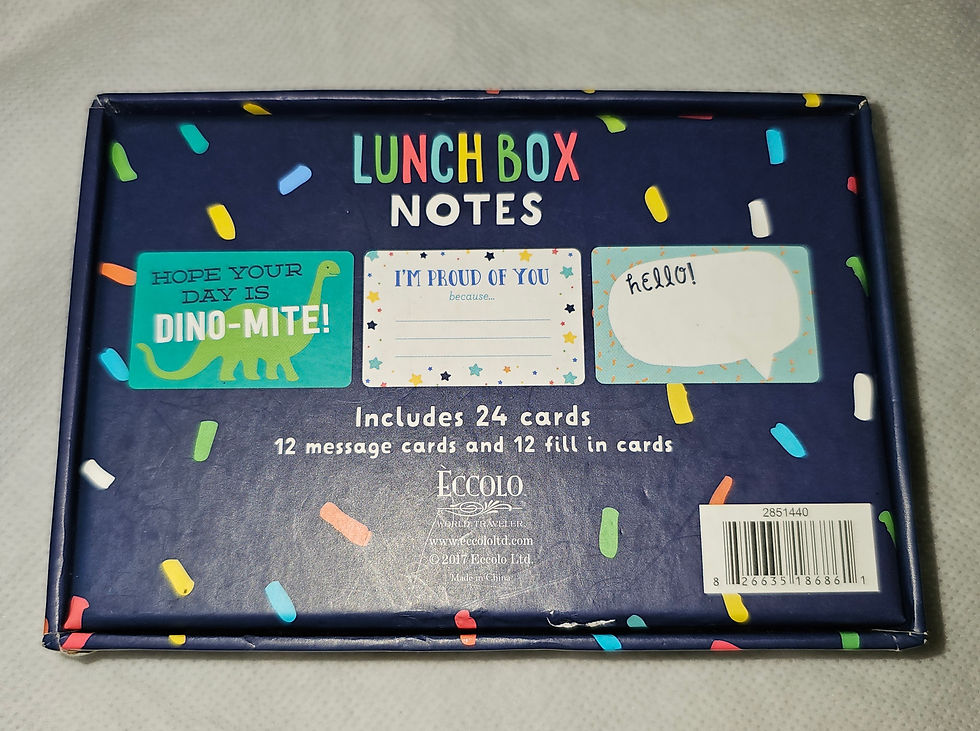 LUNCH BOX
NOTES
HOPE YOUR
DAY IS
DINO-MITE!
I'M PROUD OF YOU
because...
hello!
Includes 24 cards
12 message cards and 12 fill in cards
ÈCCOLO
WORLD TRAVELER
www.eccololtd.com
© 2017 Eccolo Ltd.
Made in China
2851440
8 26635 18686 1